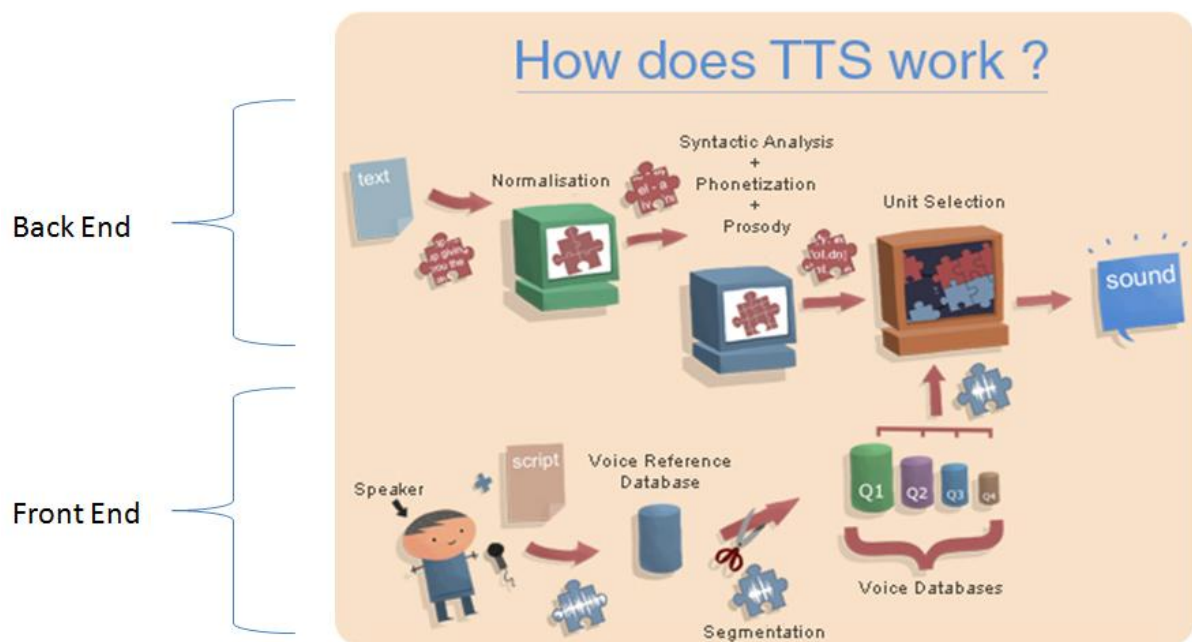 How does TTS work ?
Back End
text
Normalisation
Syntactic Analysis
+
Phonetization
+
Prosody
Unit Selection
sound
Front End
Speaker
script
Voice Reference
Database
Segmentation
Q1
Q2
Q3
Q4
Voice Databases